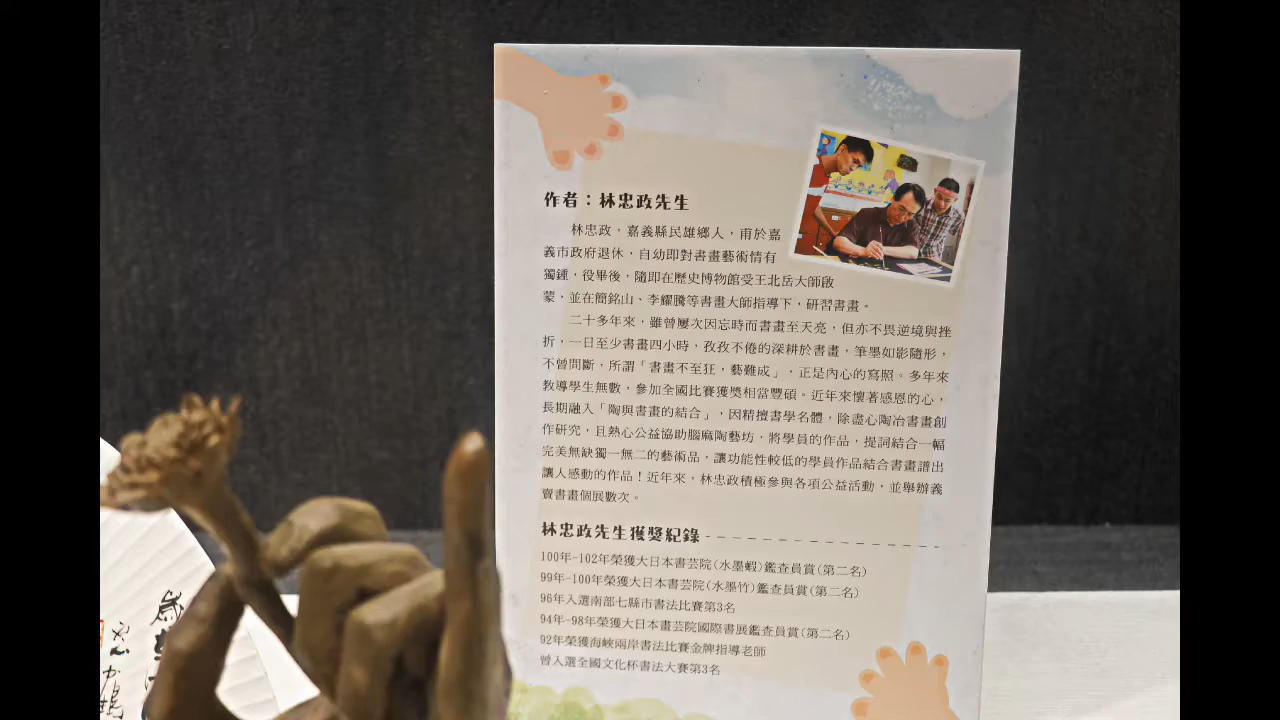 作者：林忠政先生
林忠政，嘉義縣民雄鄉人，甫於嘉
義市政府退休，自幼即對書畫藝術情有
獨鍾，役畢後，隨即在歷史博物館受王北岳大師啟
蒙，並在簡銘山、李耀騰等書畫大師指導下，研習書畫。
二十多年來，雖曾屢次因忘時而書畫至天亮，但亦不畏逆境與挫
折，一日至少書畫四小時，孜孜不倦的深耕於書畫，筆墨如影隨形，
不曾間斷，所謂「書畫不至狂，藝難成」，正是內心的寫照。多年來
教導學生無數，參加全國比賽獲獎相當豐碩。近年來懷著感恩的心，
長期融入「陶與書畫的結合」，因精擅書學名體，除盡心陶冶書畫創
作研究，且熱心公益協助腦麻陶藝坊，將學員的作品，提詞結合一幅
完美無缺獨一無二的藝術品，讓功能性較低的學員作品結合書畫譜出
讓人感動的作品！近年來，林忠政積極參與各項公益活動，並舉辦義
賣書畫個展數次。
林忠政先生獲獎紀錄
100年-102年榮獲大日本書芸院(水墨蝦)鑑查員賞(第二名)
99年-100年榮獲大日本書芸院(水墨竹)鑑查員賞(第二名)
96年入選南部七縣市書法比賽第3名
94年-98年榮獲大日本畫芸院國際書展鑑查員賞(第二名)
92年榮獲海峽兩岸書法比賽金牌指導老師
曾入選全國文化杯書法大賽第3名